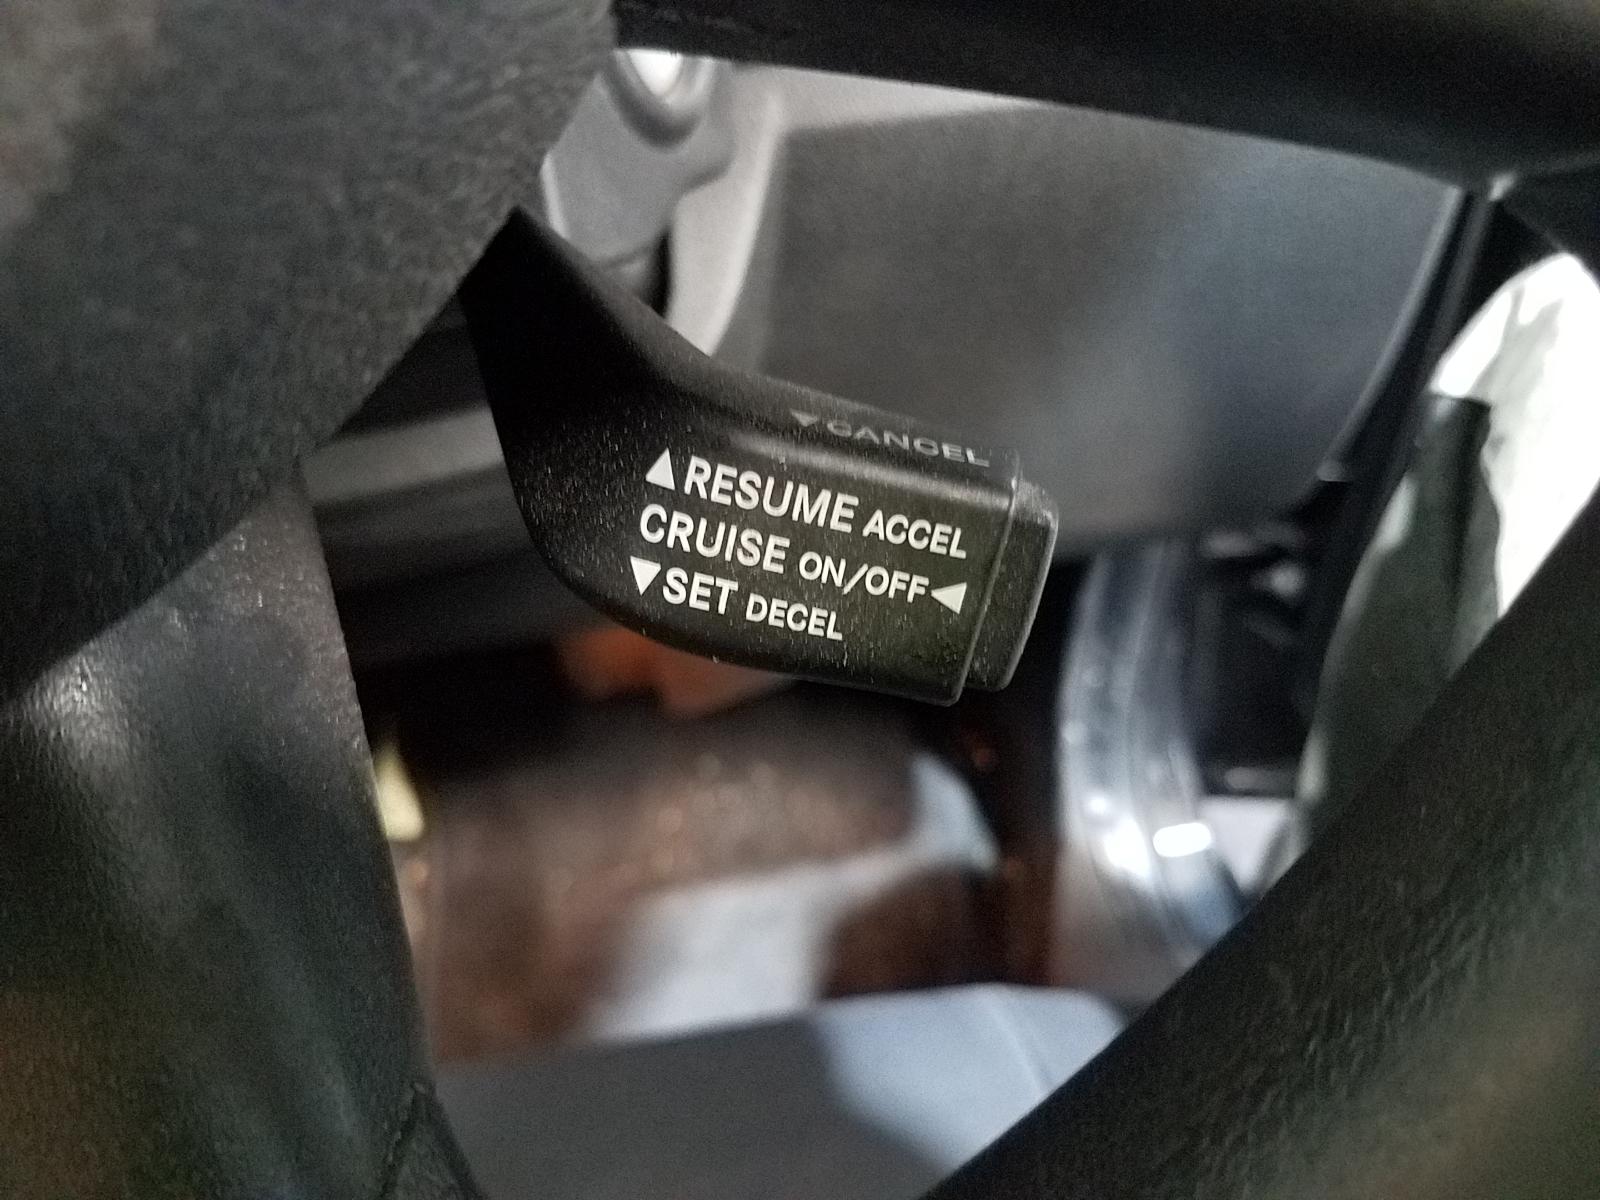 ▼CANCEL
▲RESUME ACCEL
CRUISE ON/OFF◀
▼SET DECEL